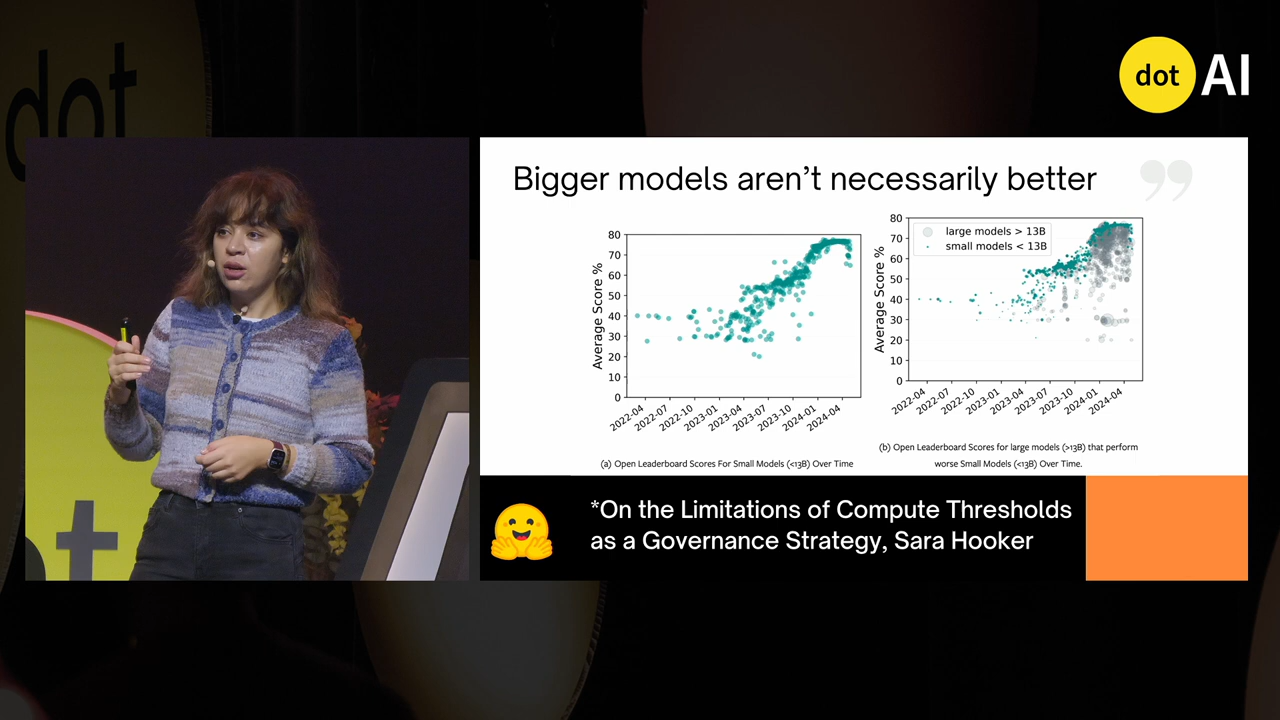 dot
dot AI
t
Bigger models aren't necessarily better
80
70
60
50
40
30
20
10
0
Average Score %
2022-04
2022-07
2022-10
2023-01
2023-04
2023-07
2023-10
2024-01
2024-04
(a) Open Leaderboard Scores For Small Models (<13B) Over Time
80
70
60
50
40
30
20
10
0
Average Score %
large models > 13B
small models < 13B
2022-04
2022-07
2022-10
2023-01
2023-04
2023-07
2023-10
2024-01
2024-04
(b) Open Leaderboard Scores for large models (>13B) that perform
worse Small Models (<13B) Over Time.
*On the Limitations of Compute Thresholds
as a Governance Strategy, Sara Hooker